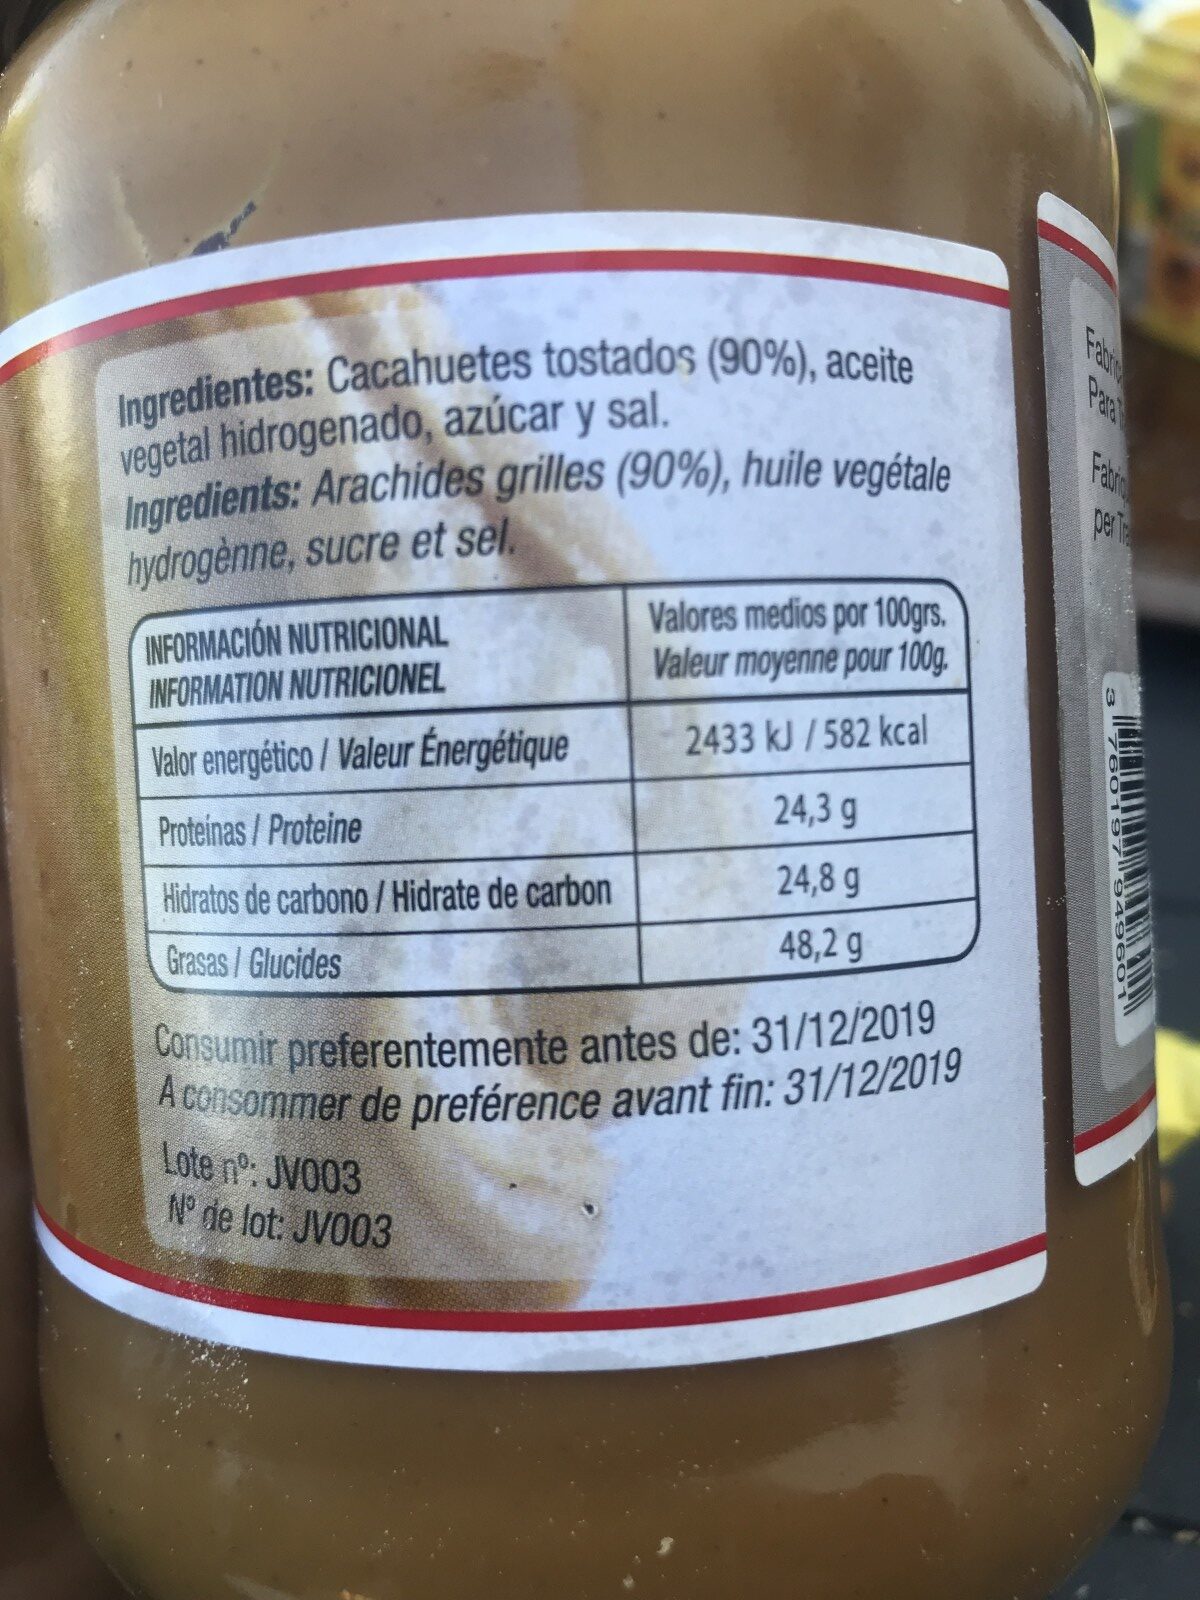 Ingredientes: Cacahuetes tostados (90%), aceite
vegetal hidrogenado, azúcar y sal.
Ingredients: Arachides grilles (90%), huile vegétale
hydrogènne, sucre et sel.
INFORMACIÓN NUTRICIONAL
INFORMATION NUTRICIONEL
Valores medios por 100grs.
Valeur moyenne pour 100g.
Valor energético / Valeur Énergétique 2433 kJ / 582 kcal
Proteínas / Proteine 24,3 g
Hidratos de carbono / Hidrate de carbon 24,8 g
Grasas / Glucides 48,2 g
Consumir preferentemente antes de: 31/12/2019
A consommer de preférence avant fin: 31/12/2019
Lote nº: JV003
Nº de lot: JV003
Para
per
3 760197 949601